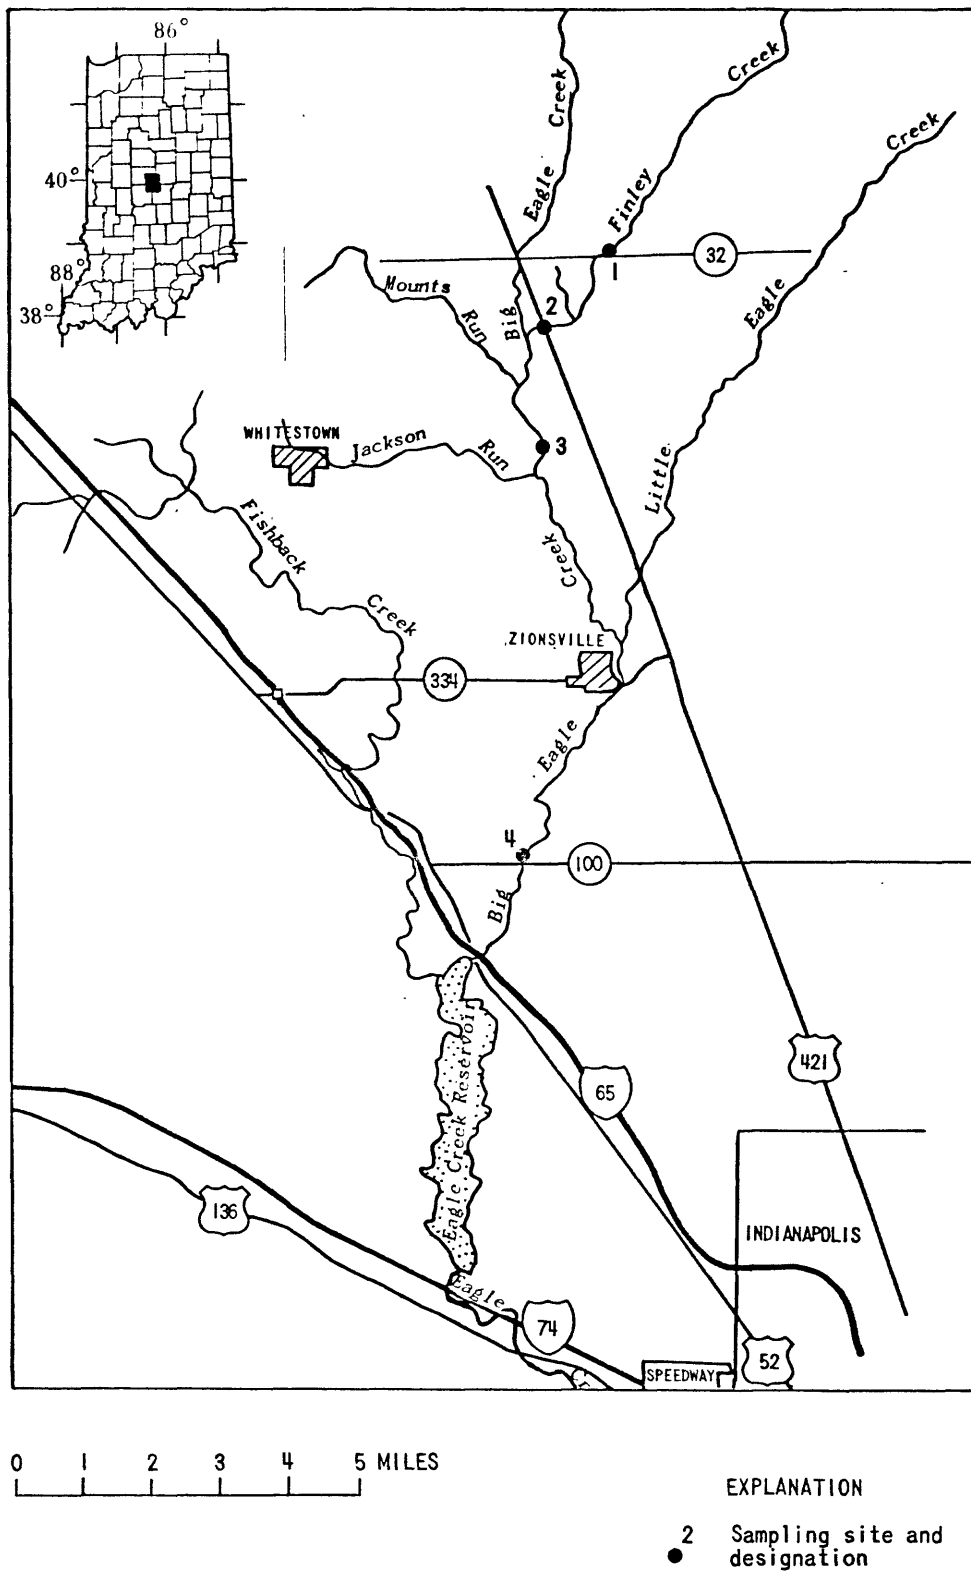 86°
40°
88°
38°
Eagle Creek
Finley Creek
Little Eagle Creek
32
1
Mounts Run
Big
2
3
WHITESTOWN
Jackson Run
Fishback Creek
Creek
ZIONSVILLE
334
Eagle
4
100
Big
Eagle Creek Reservoir
421
65
136
INDIANAPOLIS
Eagle
74
52
SPEEDWAY
Cr
0 1 2 3 4 5 MILES
EXPLANATION
2 Sampling site and
designation